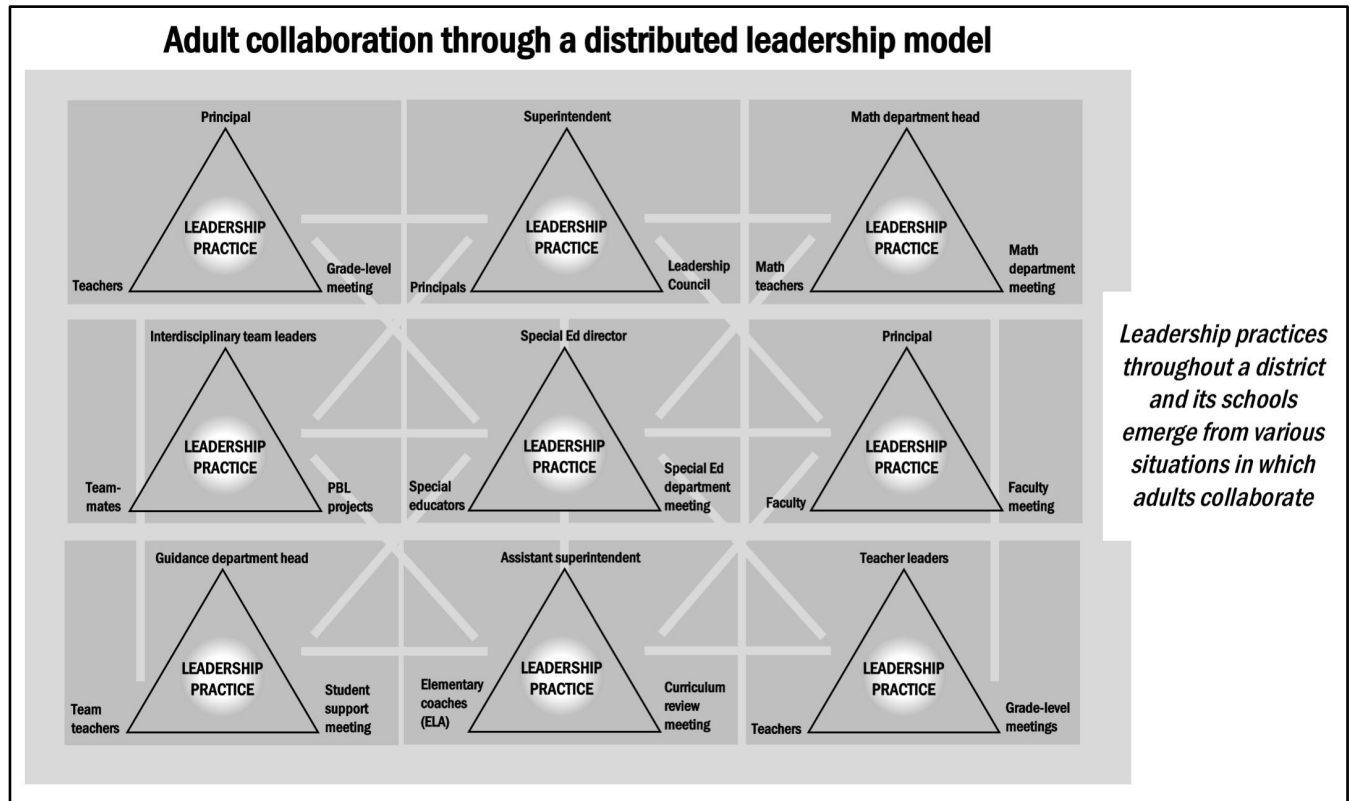 Adult collaboration through a distributed leadership model
Principal
LEADERSHIP
PRACTICE
Teachers
Grade-level
meeting
Superintendent
LEADERSHIP
PRACTICE
Principals
Leadership
Council
Math department head
LEADERSHIP
PRACTICE
Math
teachers
Math
department
meeting
Interdisciplinary team leaders
LEADERSHIP
PRACTICE
Team-
mates
PBL
projects
Special Ed director
LEADERSHIP
PRACTICE
Special
educators
Special Ed
department
meeting
Principal
LEADERSHIP
PRACTICE
Faculty
Faculty
meeting
Guidance department head
LEADERSHIP
PRACTICE
Team
teachers
Student
support
meeting
Assistant superintendent
LEADERSHIP
PRACTICE
Elementary
coaches
(ELA)
Curriculum
review
meeting
Teacher leaders
LEADERSHIP
PRACTICE
Teachers
Grade-level
meetings
Leadership practices
throughout a district
and its schools
emerge from various
situations in which
adults collaborate